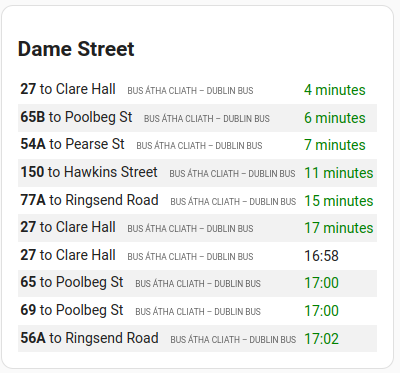 Dame Street
27 to Clare Hall BUS ÁTHA CLIATH – DUBLIN BUS 4 minutes
65B to Poolbeg St BUS ÁTHA CLIATH – DUBLIN BUS 6 minutes
54A to Pearse St BUS ÁTHA CLIATH – DUBLIN BUS 7 minutes
150 to Hawkins Street BUS ÁTHA CLIATH – DUBLIN BUS 11 minutes
77A to Ringsend Road BUS ÁTHA CLIATH – DUBLIN BUS 15 minutes
27 to Clare Hall BUS ÁTHA CLIATH – DUBLIN BUS 17 minutes
27 to Clare Hall BUS ÁTHA CLIATH – DUBLIN BUS 16:58
65 to Poolbeg St BUS ÁTHA CLIATH – DUBLIN BUS 17:00
69 to Poolbeg St BUS ÁTHA CLIATH – DUBLIN BUS 17:00
56A to Ringsend Road BUS ÁTHA CLIATH – DUBLIN BUS 17:02